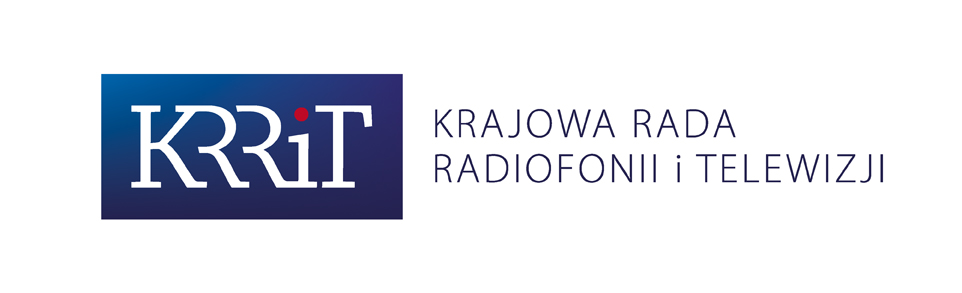 KRRiT
KRAJOWA RADA
RADIOFONII i TELEWIZJI